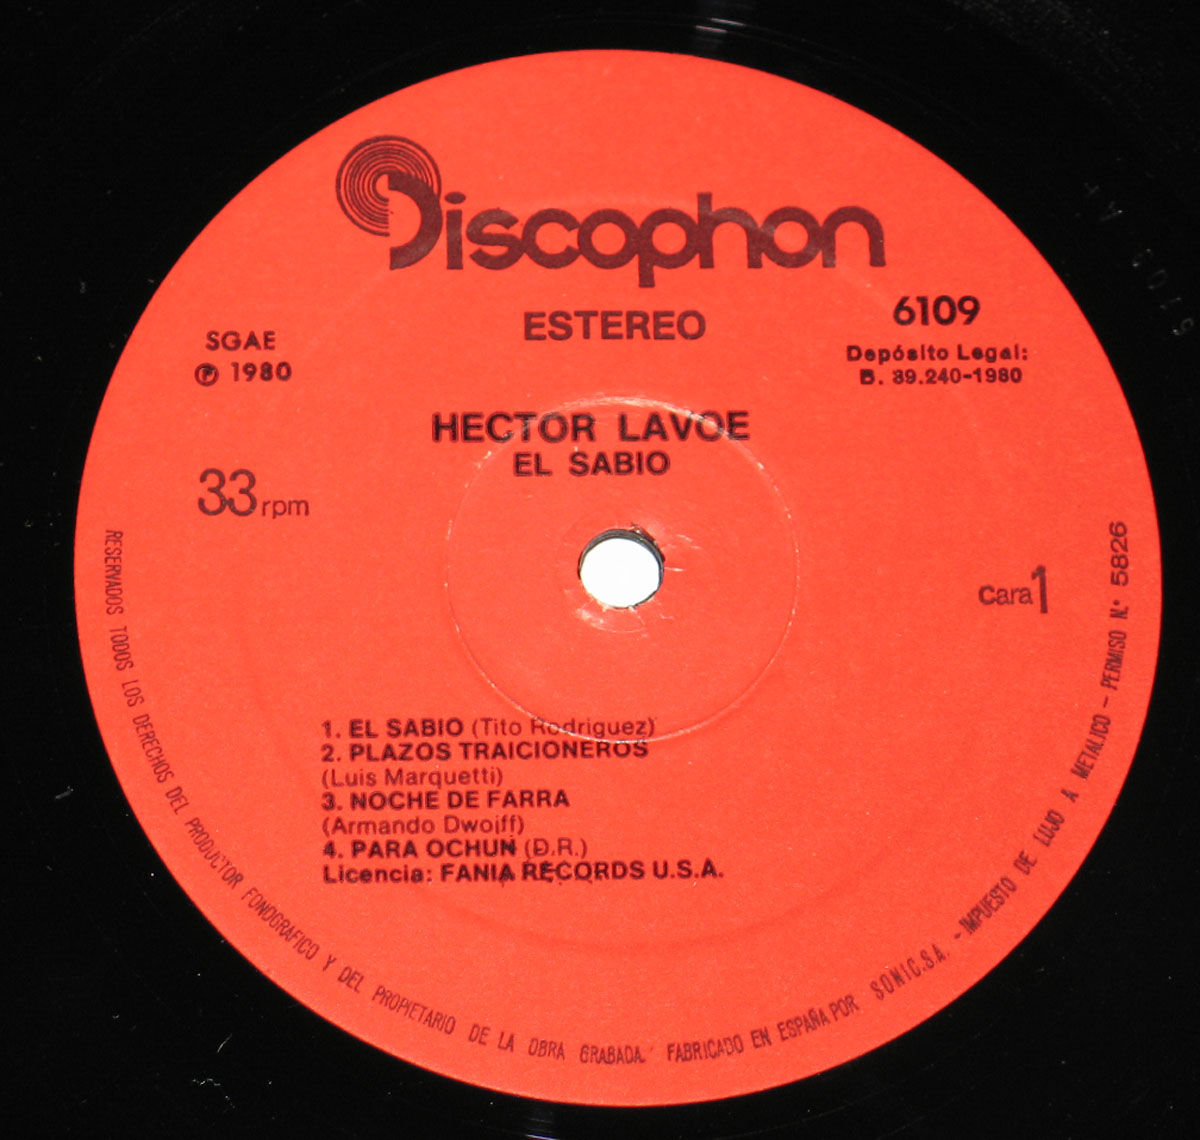 Discophon
ESTEREO
6109
SGAE
℗ 1980
Depósito Legal:
B. 39.240-1980
HECTOR LAVOE
EL SABIO
33 rpm
Cara 1
1. EL SABIO (Tito Rodriguez)
2. PLAZOS TRAICIONEROS
(Luis Marquetti)
3. NOCHE DE FARRA
(Armando Dwolff)
4. PARA OCHUN (D.R.)
Licencia: FANIA RECORDS U.S.A.
RESERVADOS TODOS LOS DERECHOS DEL PRODUCTOR FONOGRAFICO Y DEL PROPIETARIO DE LA OBRA GRABADA. FABRICADO EN ESPAÑA POR SONIC.S.A. - IMPUESTO DE LUJO A METALICO - PERMISO N.º 5826